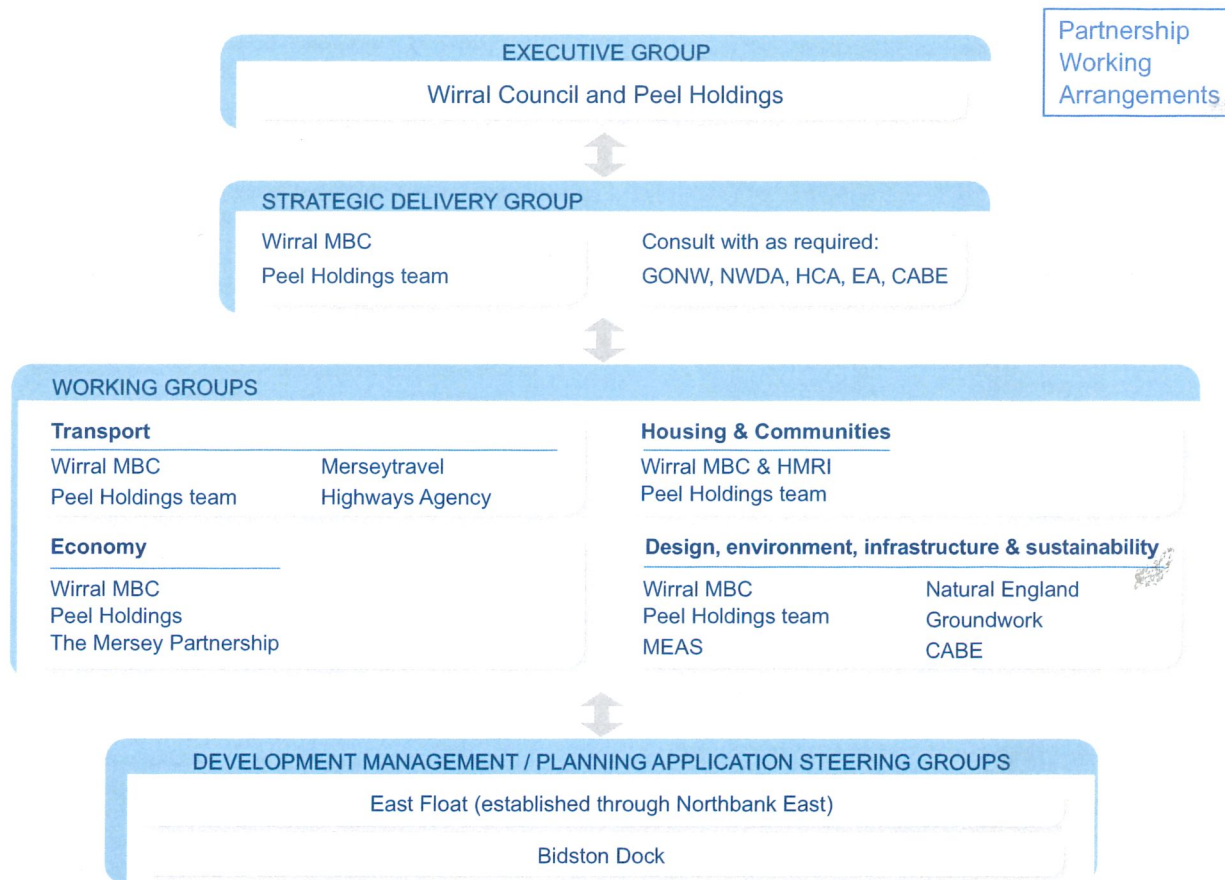 Partnership
Working
Arrangements
EXECUTIVE GROUP
Wirral Council and Peel Holdings
STRATEGIC DELIVERY GROUP
Wirral MBC
Peel Holdings team
Consult with as required:
GONW, NWDA, HCA, EA, CABE
WORKING GROUPS
Transport
Wirral MBC
Peel Holdings team
Merseytravel
Highways Agency
Housing & Communities
Wirral MBC & HMRI
Peel Holdings team
Economy
Wirral MBC
Peel Holdings
The Mersey Partnership
Design, environment, infrastructure & sustainability
Wirral MBC
Peel Holdings team
MEAS
Natural England
Groundwork
CABE
DEVELOPMENT MANAGEMENT / PLANNING APPLICATION STEERING GROUPS
East Float (established through Northbank East)
Bidston Dock